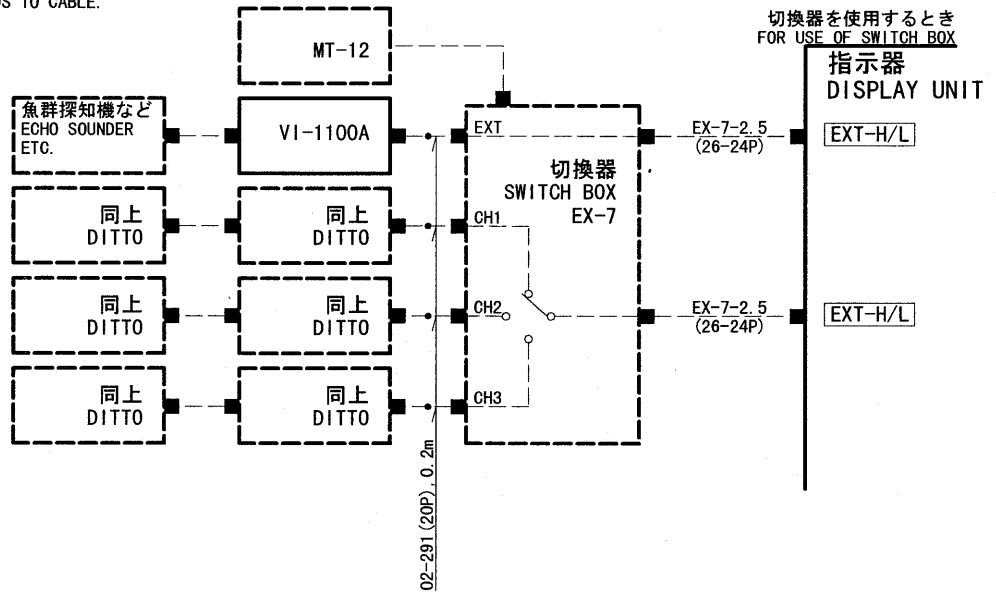 TO CABLE.
切換器を使用するとき
FOR USE OF SWITCH BOX
指示器
DISPLAY UNIT
MT-12
魚群探知機など
ECHO SOUNDER
ETC.
VI-1100A
EXT
EX-7-2.5
(26-24P)
EXT-H/L
切換器
SWITCH BOX
EX-7
同上
DITTO
同上
DITTO
CH1
同上
DITTO
同上
DITTO
CH2
EX-7-2.5
(26-24P)
EXT-H/L
同上
DITTO
同上
DITTO
CH3
02-291(20P),0.2m